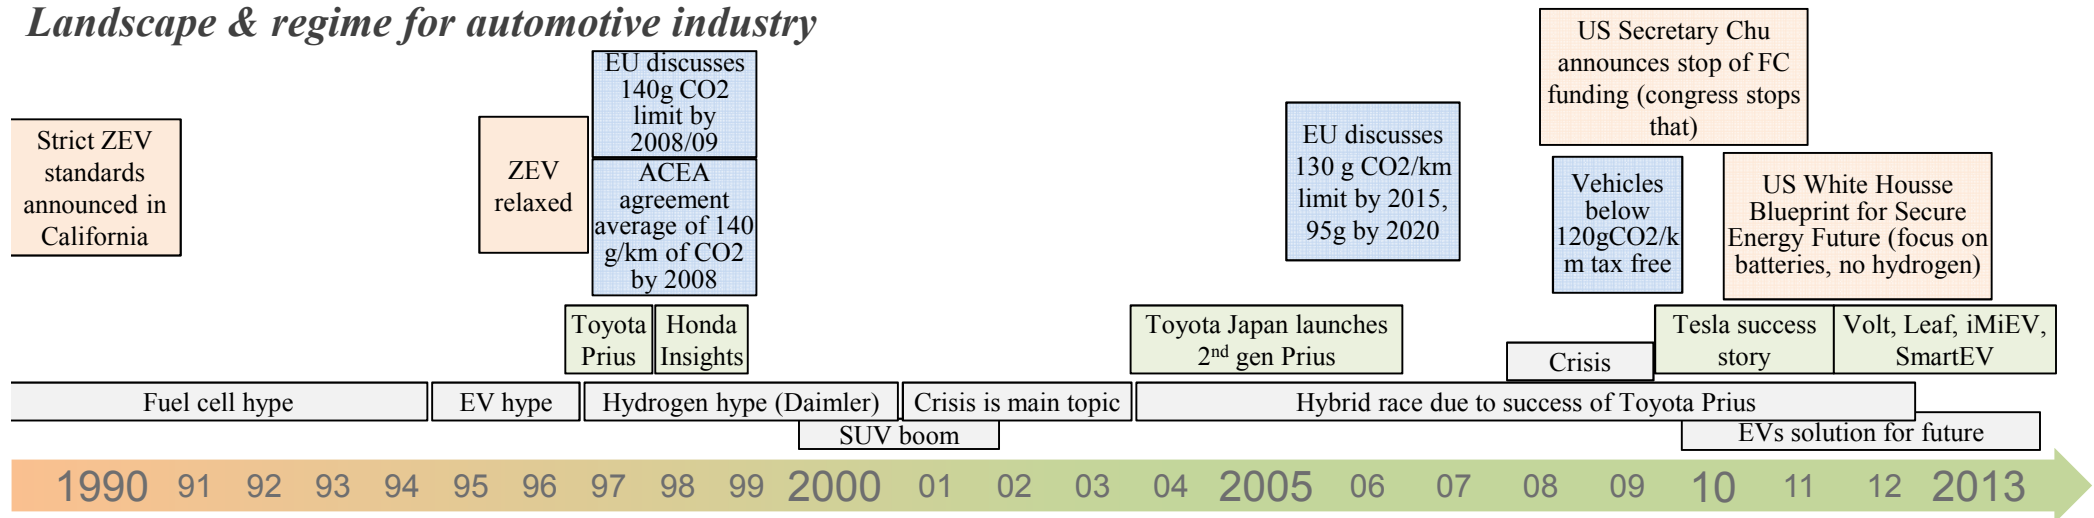 Landscape & regime for automotive industry
US Secretary Chu
announces stop of FC
funding (congress stops
that)
EU discusses
140g CO2
limit by
2008/09
Strict ZEV
standards
announced in
California
ZEV
relaxed
ACEA
agreement
average of 140
g/km of CO2
by 2008
EU discusses
130 g CO2/km
limit by 2015,
95g by 2020
Vehicles
below
120gCO2/k
m tax free
US White Housse
Blueprint for Secure
Energy Future (focus on
batteries, no hydrogen)
Toyota
Prius
Honda
Insights
Toyota Japan launches
2nd gen Prius
Crisis
Tesla success
story
Volt, Leaf, iMiEV,
SmartEV
Fuel cell hype
EV hype
Hydrogen hype (Daimler)
Crisis is main topic
Hybrid race due to success of Toyota Prius
SUV boom
EVs solution for future
1990 91 92 93 94 95 96 97 98 99 2000 01 02 03 04 2005 06 07 08 09 10 11 12 2013